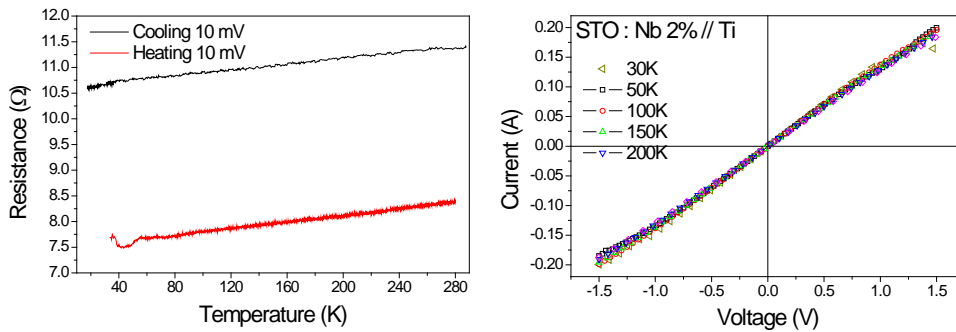 Cooling 10 mV
Heating 10 mV
12.0
11.5
11.0
10.5
10.0
9.5
9.0
8.5
8.0
7.5
7.0
Resistance (Ω)
40
80
120
160
200
240
280
Temperature (K)
STO : Nb 2% // Ti
30K
50K
100K
150K
200K
0.20
0.15
0.10
0.05
0.00
-0.05
-0.10
-0.15
-0.20
Current (A)
-1.5
-1.0
-0.5
0.0
0.5
1.0
1.5
Voltage (V)